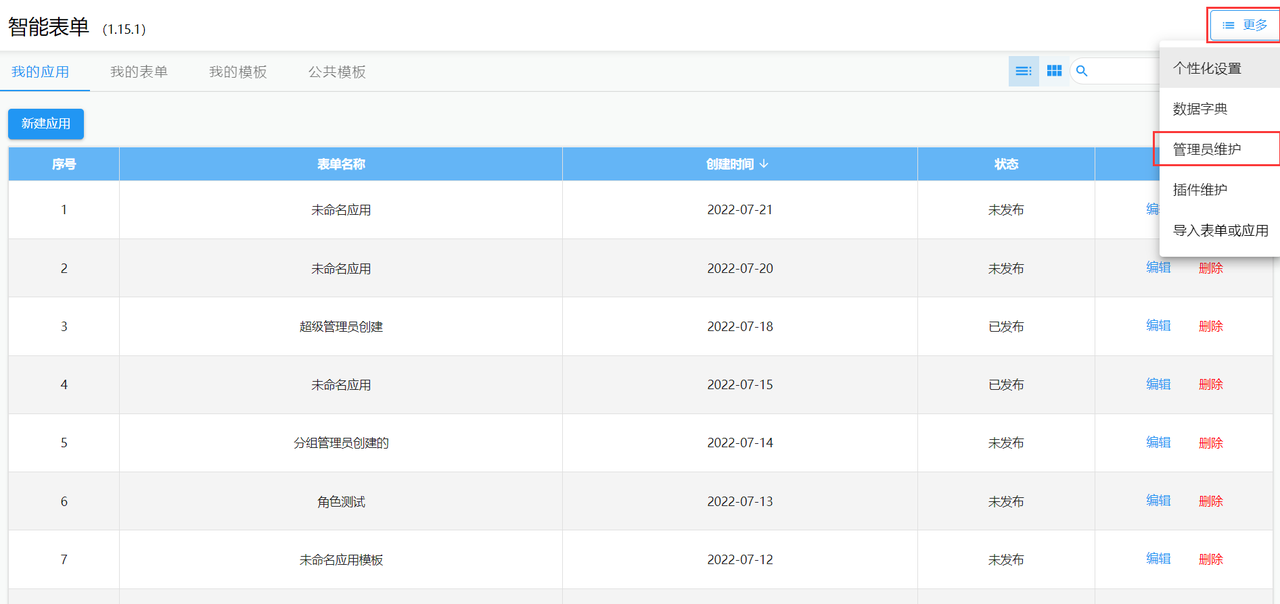 智能表单 (1.15.1)
更多
我的应用 我的表单 我的模板 公共模板
个性化设置
数据字典
管理员维护
插件维护
导入表单或应用
新建应用
序号 表单名称 创建时间 ↓ 状态
1 未命名应用 2022-07-21 未发布
2 未命名应用 2022-07-20 未发布 编辑 删除
3 超级管理员创建 2022-07-18 已发布 编辑 删除
4 未命名应用 2022-07-15 已发布 编辑 删除
5 分组管理员创建的 2022-07-14 未发布 编辑 删除
6 角色测试 2022-07-13 未发布 编辑 删除
7 未命名应用模板 2022-07-12 未发布 编辑 删除